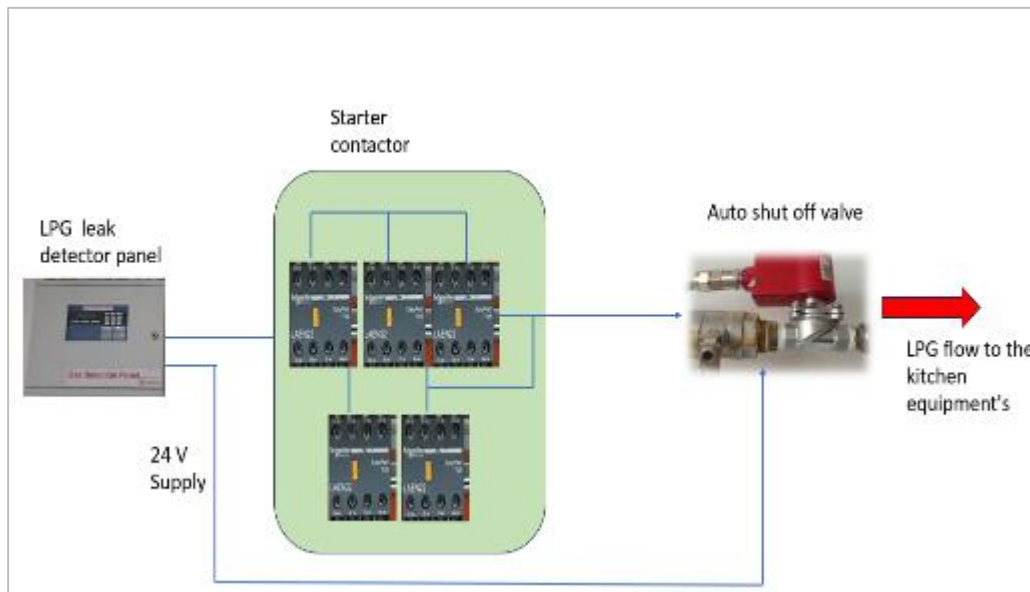 Starter
contactor
LPG leak
detector panel
Auto shut off valve
LPG flow to the
kitchen
equipment's
24 V
Supply